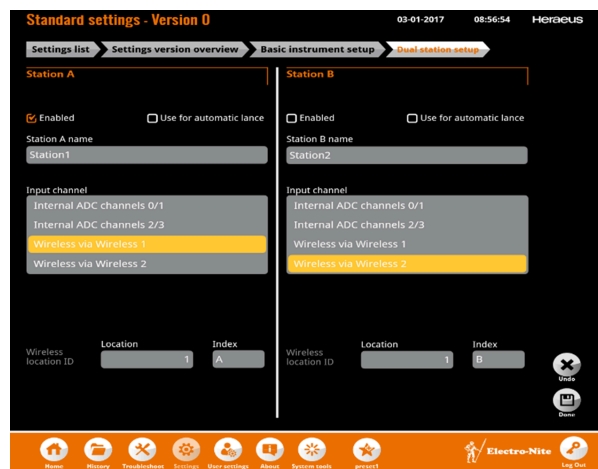 Standard settings - Version 0 03-01-2017 08:56:54 Heraeus
Settings list Settings version overview Basic instrument setup Dual station setup
Station A Station B
Enabled Use for automatic lance Enabled Use for automatic lance
Station A name Station B name
Station1 Station2
Input channel Input channel
Internal ADC channels 0/1 Internal ADC channels 0/1
Internal ADC channels 2/3 Internal ADC channels 2/3
Wireless via Wireless 1 Wireless via Wireless 1
Wireless via Wireless 2 Wireless via Wireless 2
Location Index Location Index
Wireless location ID 1 A Wireless location ID 1 B
Undo
Done
Electro-Nite
Home History Troubleshoot Settings User settings About System tools preset1 Log Out